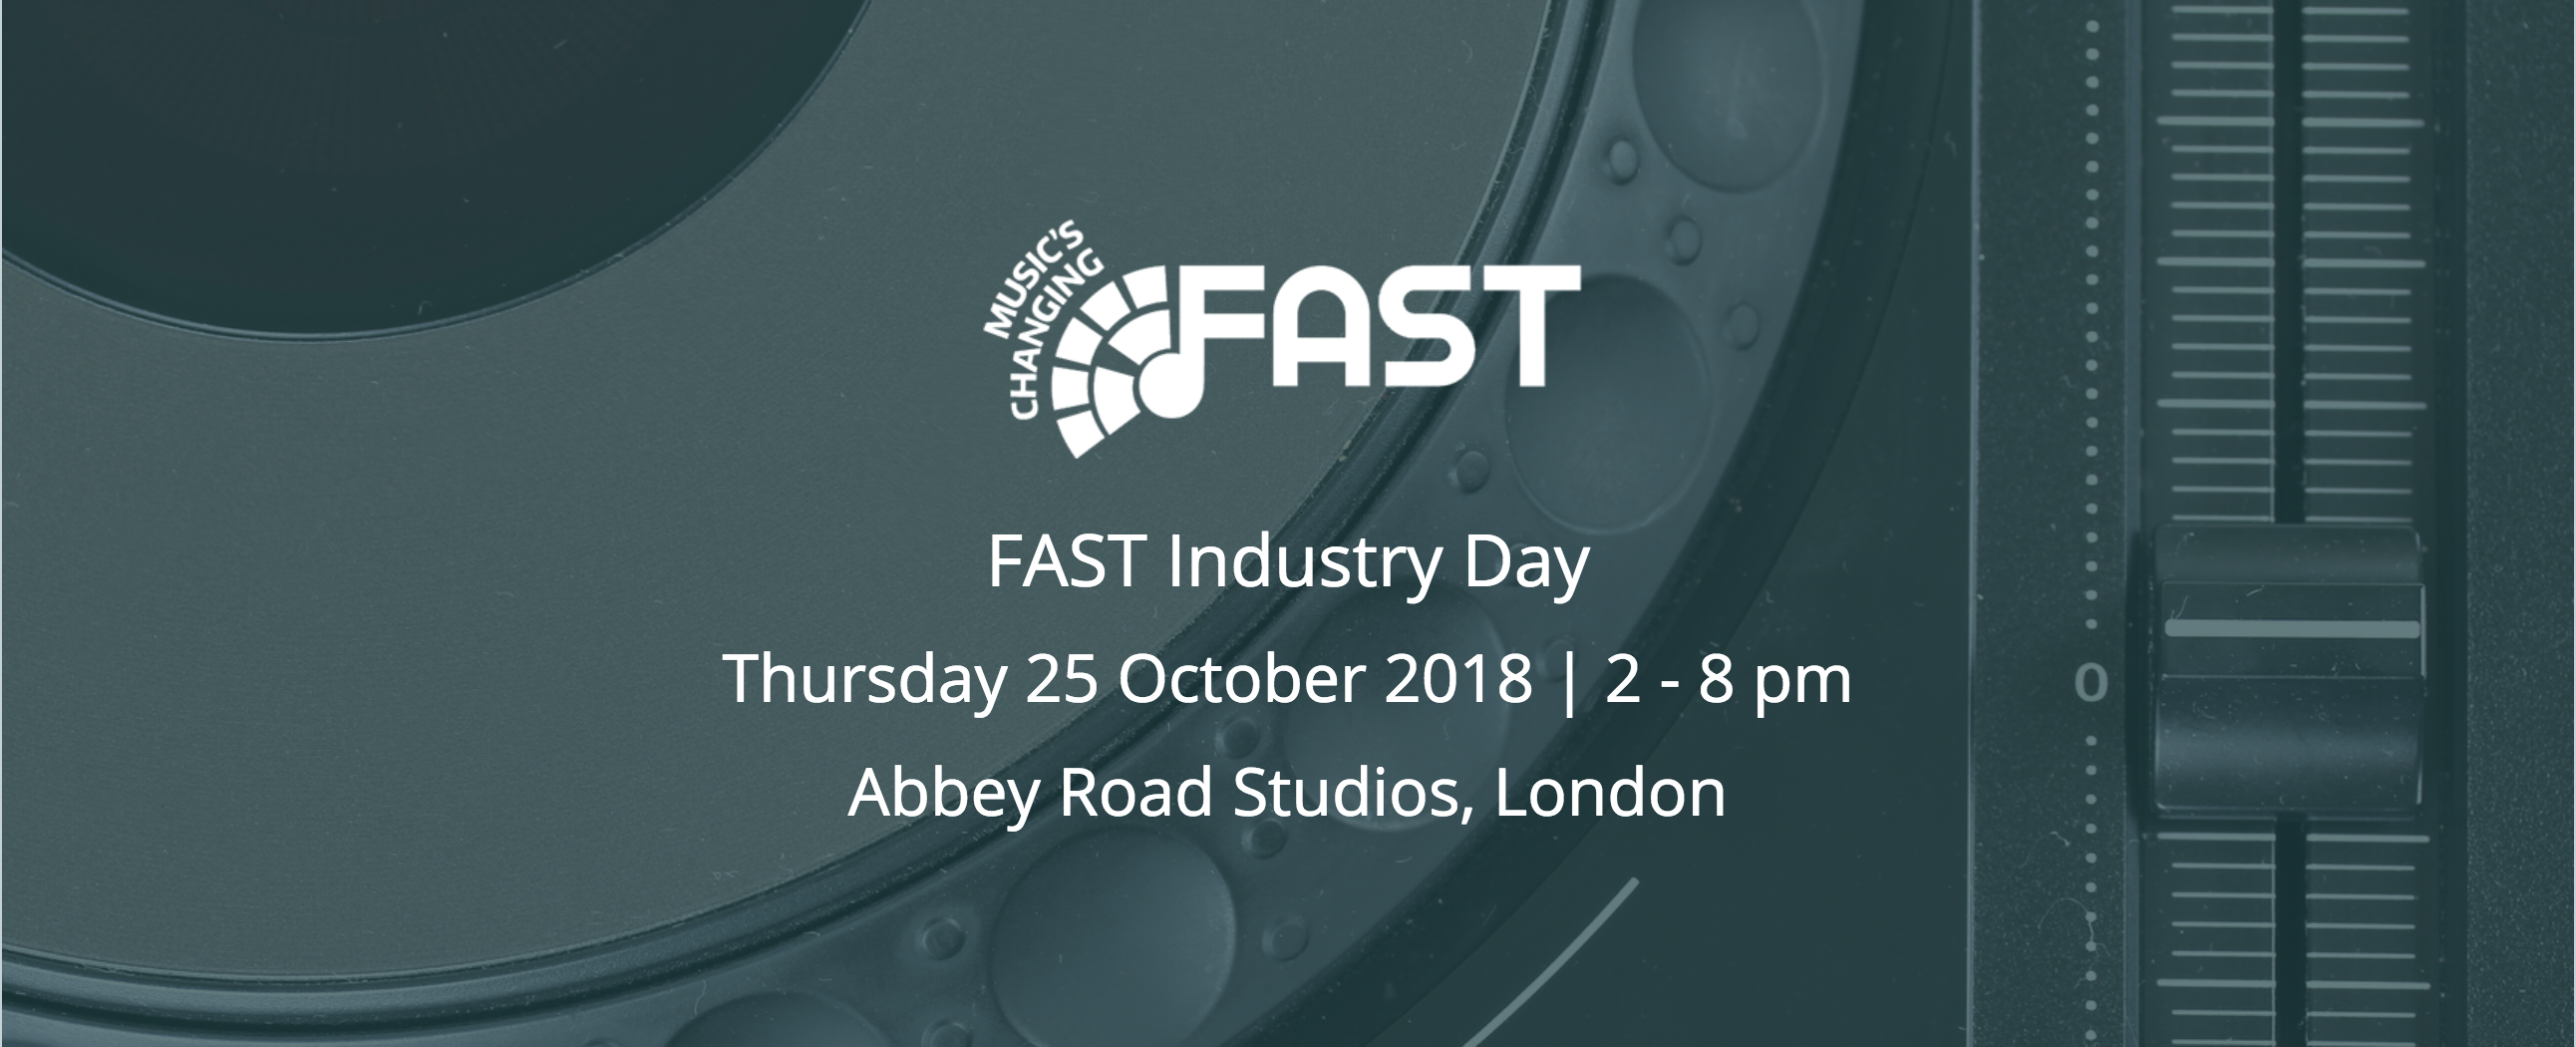 MUSIC'S
CHANGING
FAST
FAST Industry Day
Thursday 25 October 2018 | 2 - 8 pm
0
Abbey Road Studios, London